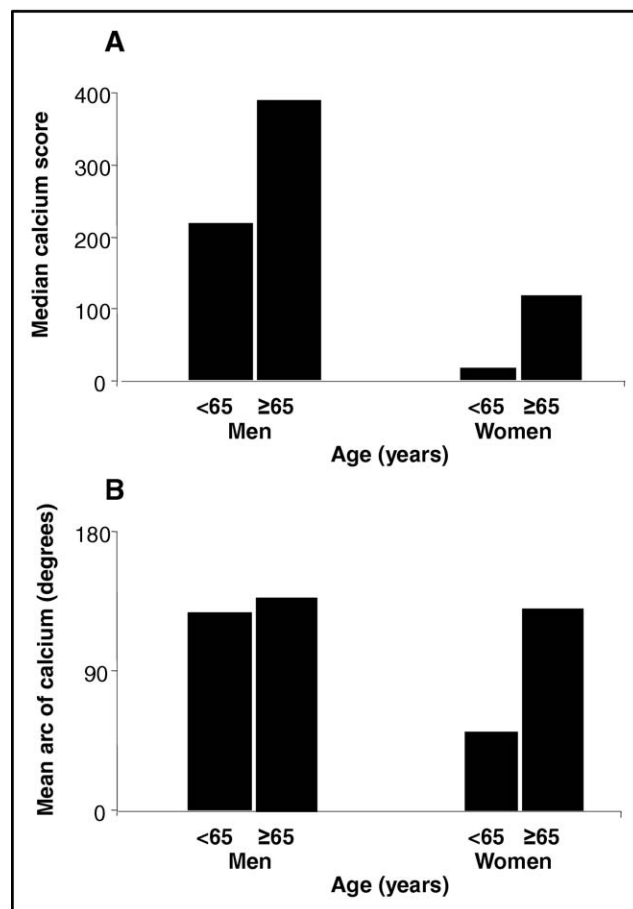 A
Median calcium score
400
300
200
100
0
<65 ≥65 <65 ≥65
Men Women
Age (years)
B
Mean arc of calcium (degrees)
180
90
0
<65 ≥65 <65 ≥65
Men Women
Age (years)